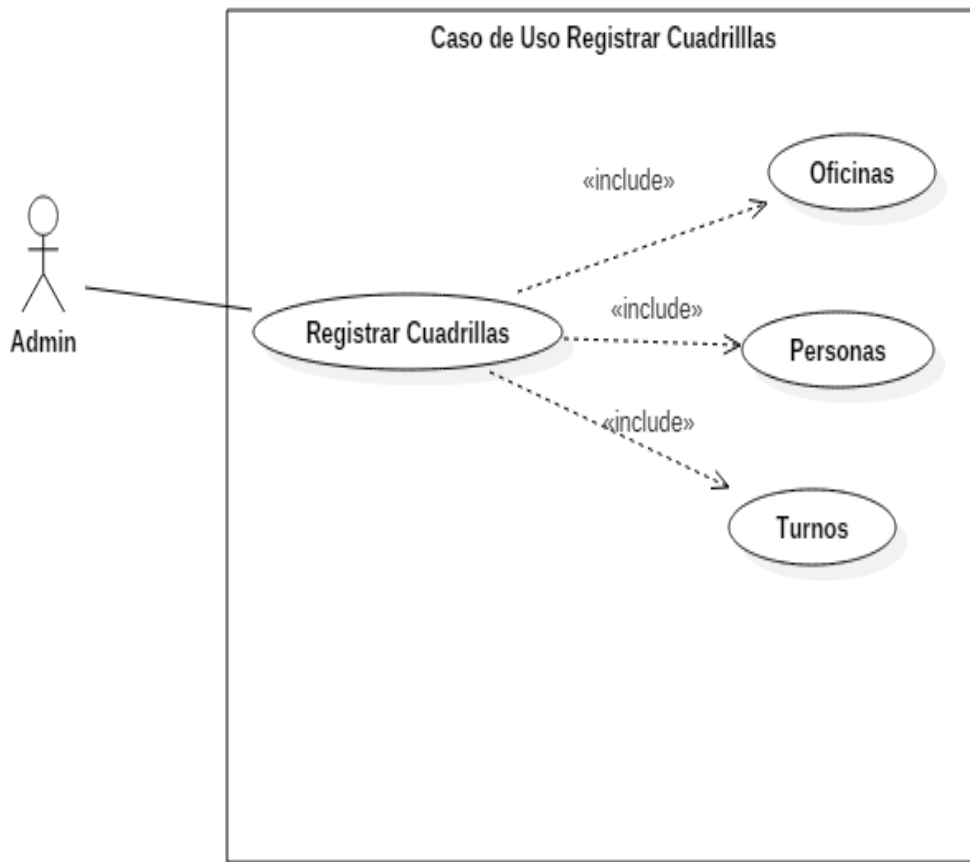 Caso de Uso Registrar Cuadrilllas
«include»
Oficinas
Admin
Registrar Cuadrillas
«include»
Personas
«include»
Turnos